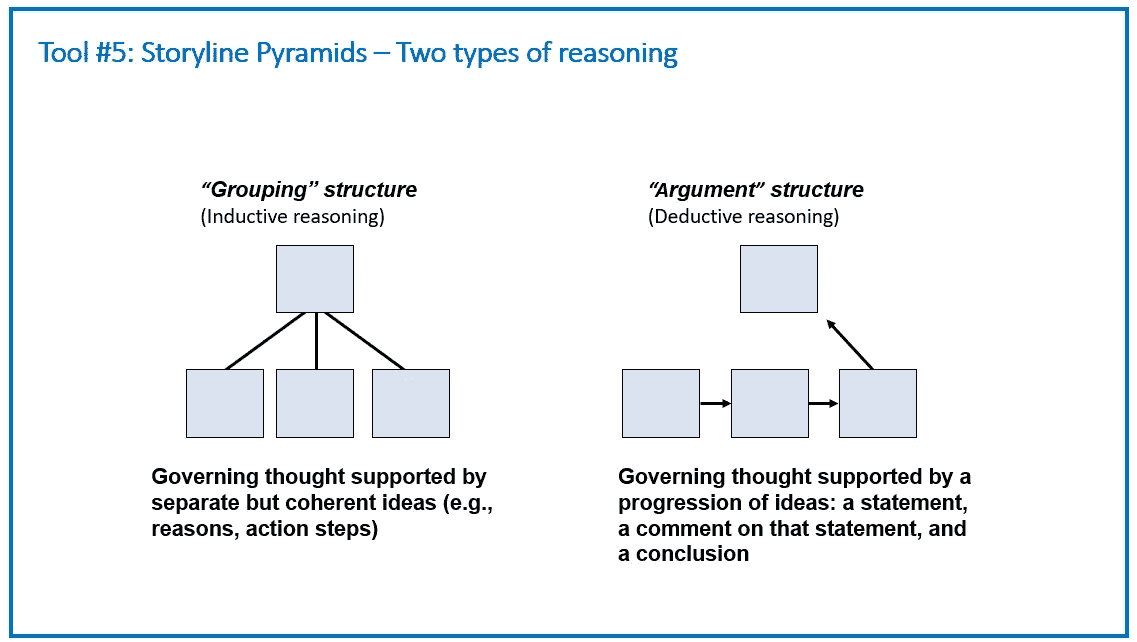 Tool #5: Storyline Pyramids – Two types of reasoning
“Grouping” structure
(Inductive reasoning)
Governing thought supported by
separate but coherent ideas (e.g.,
reasons, action steps)
“Argument” structure
(Deductive reasoning)
Governing thought supported by a
progression of ideas: a statement,
a comment on that statement, and
a conclusion